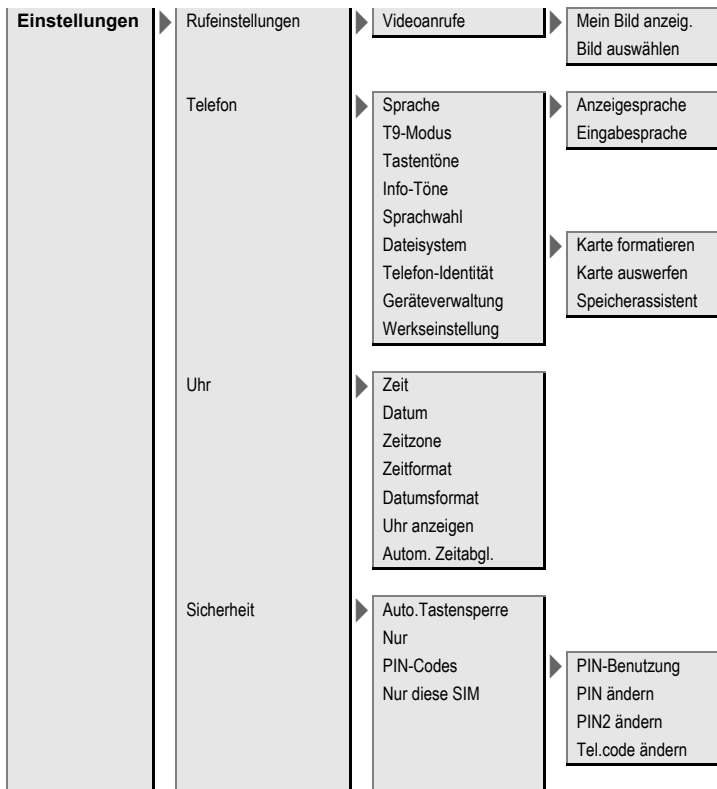 Einstellungen Rufeinstellungen Videoanrufe Mein Bild anzeig.
Bild auswählen
Telefon Sprache Anzeigesprache
T9-Modus Eingabesprache
Tastentöne
Info-Töne
Sprachwahl
Dateisystem Karte formatieren
Telefon-Identität Karte auswerfen
Geräteverwaltung Speicherassistent
Werkseinstellung
Uhr Zeit
Datum
Zeitzone
Zeitformat
Datumsformat
Uhr anzeigen
Autom. Zeitabgl.
Sicherheit Auto.Tastensperre
Nur
PIN-Codes PIN-Benutzung
Nur diese SIM PIN ändern
PIN2 ändern
Tel.code ändern